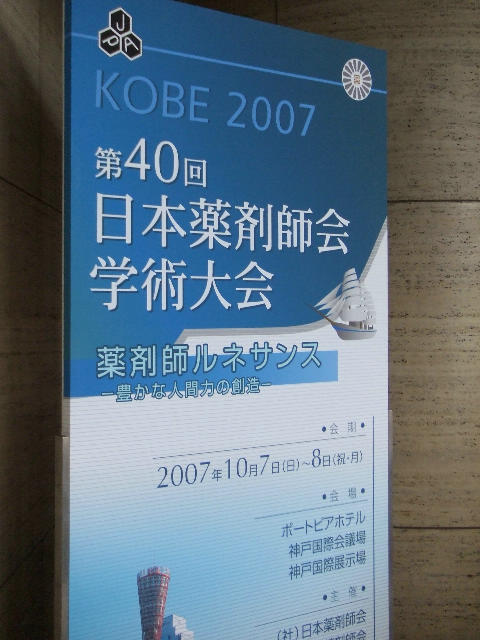 JPA
KOBE 2007
第40回
日本薬剤師会
学術大会
薬剤師ルネサンス
−豊かな人間力の創造−
•会 期•
2007年10月7日(日)~8日(祝・月)
•会 場•
ポートピアホテル
神戸国際会議場
神戸国際展示場
•主 催•
(社)日本薬剤師会